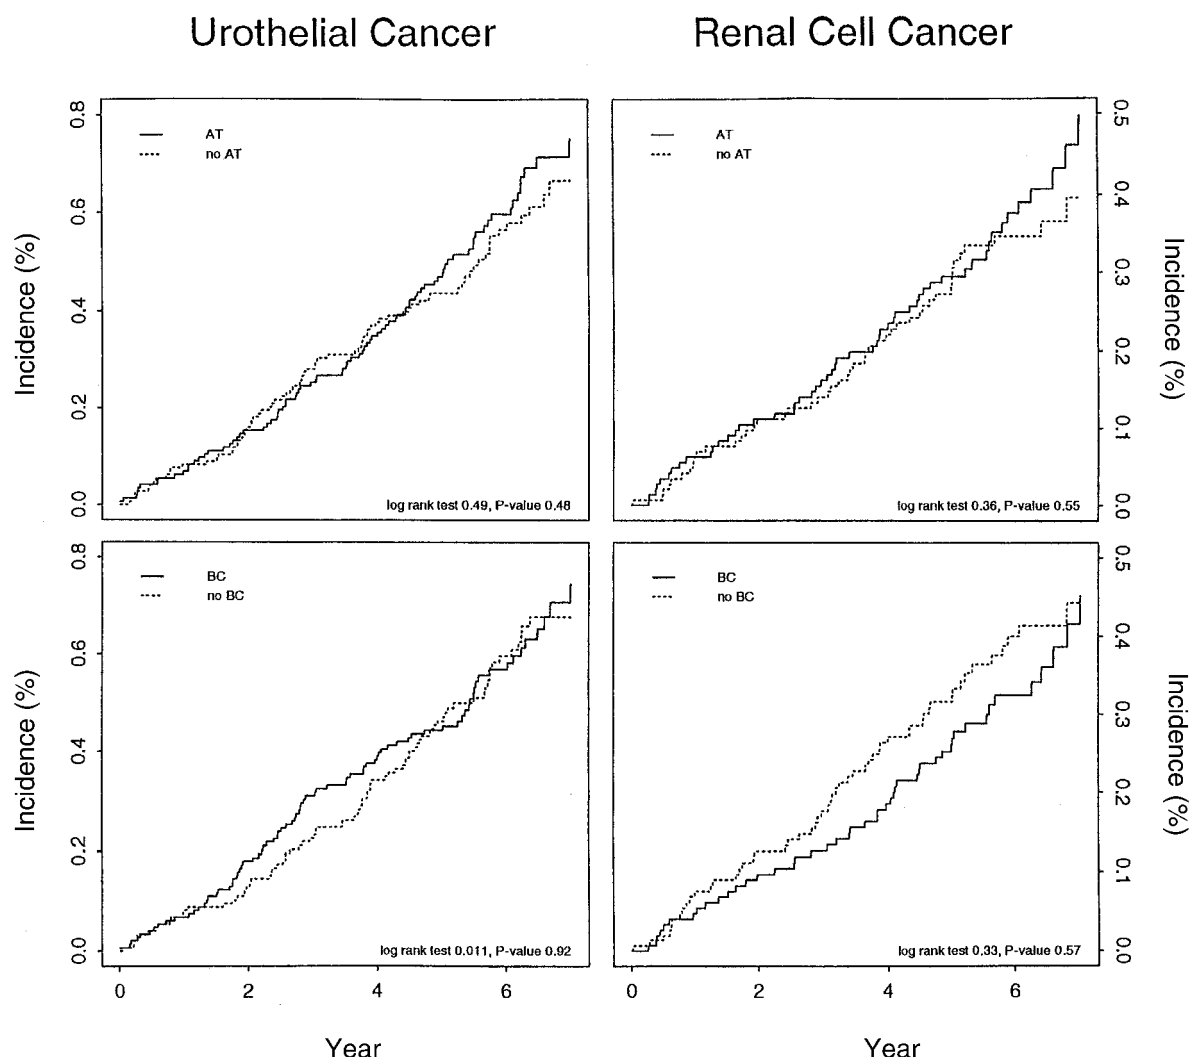 Urothelial Cancer
Renal Cell Cancer
Incidence (%)
0.8
0.6
0.4
0.2
0.0
AT
no AT
log rank test 0.49, P-value 0.48
AT
no AT
log rank test 0.36, P-value 0.55
0.5
0.4
0.3
0.2
0.1
0.0
Incidence (%)
Incidence (%)
0.8
0.6
0.4
0.2
0.0
BC
no BC
log rank test 0.011, P-value 0.92
BC
no BC
log rank test 0.33, P-value 0.57
0.5
0.4
0.3
0.2
0.1
0.0
Incidence (%)
0 2 4 6
0 2 4 6
Year
Year